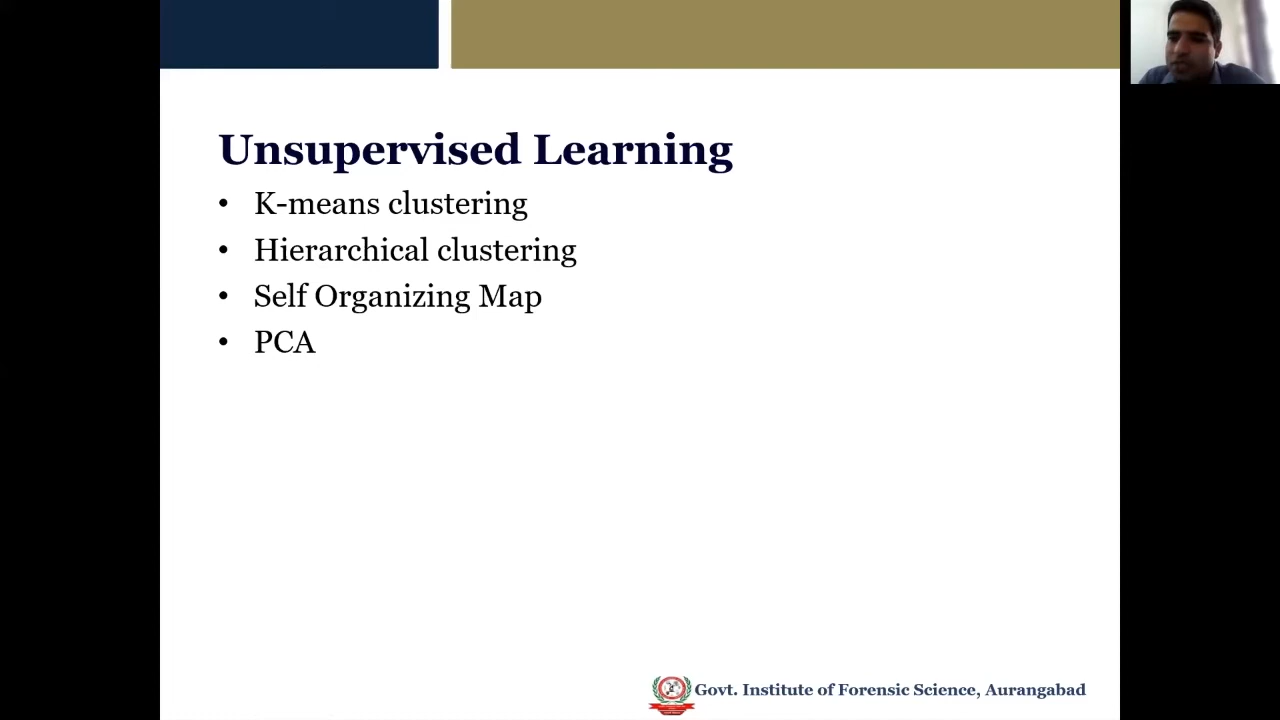 Unsupervised Learning
• K-means clustering
• Hierarchical clustering
• Self Organizing Map
• PCA
Govt. Institute of Forensic Science, Aurangabad